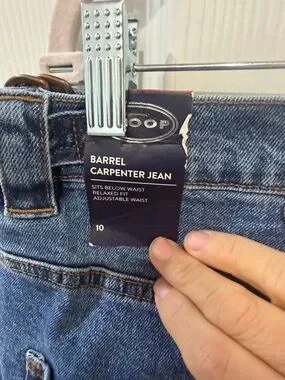 OOP
BARREL
CARPENTER JEAN
SITS BELOW WAIST
RELAXED FIT
ADJUSTABLE WAIST
10